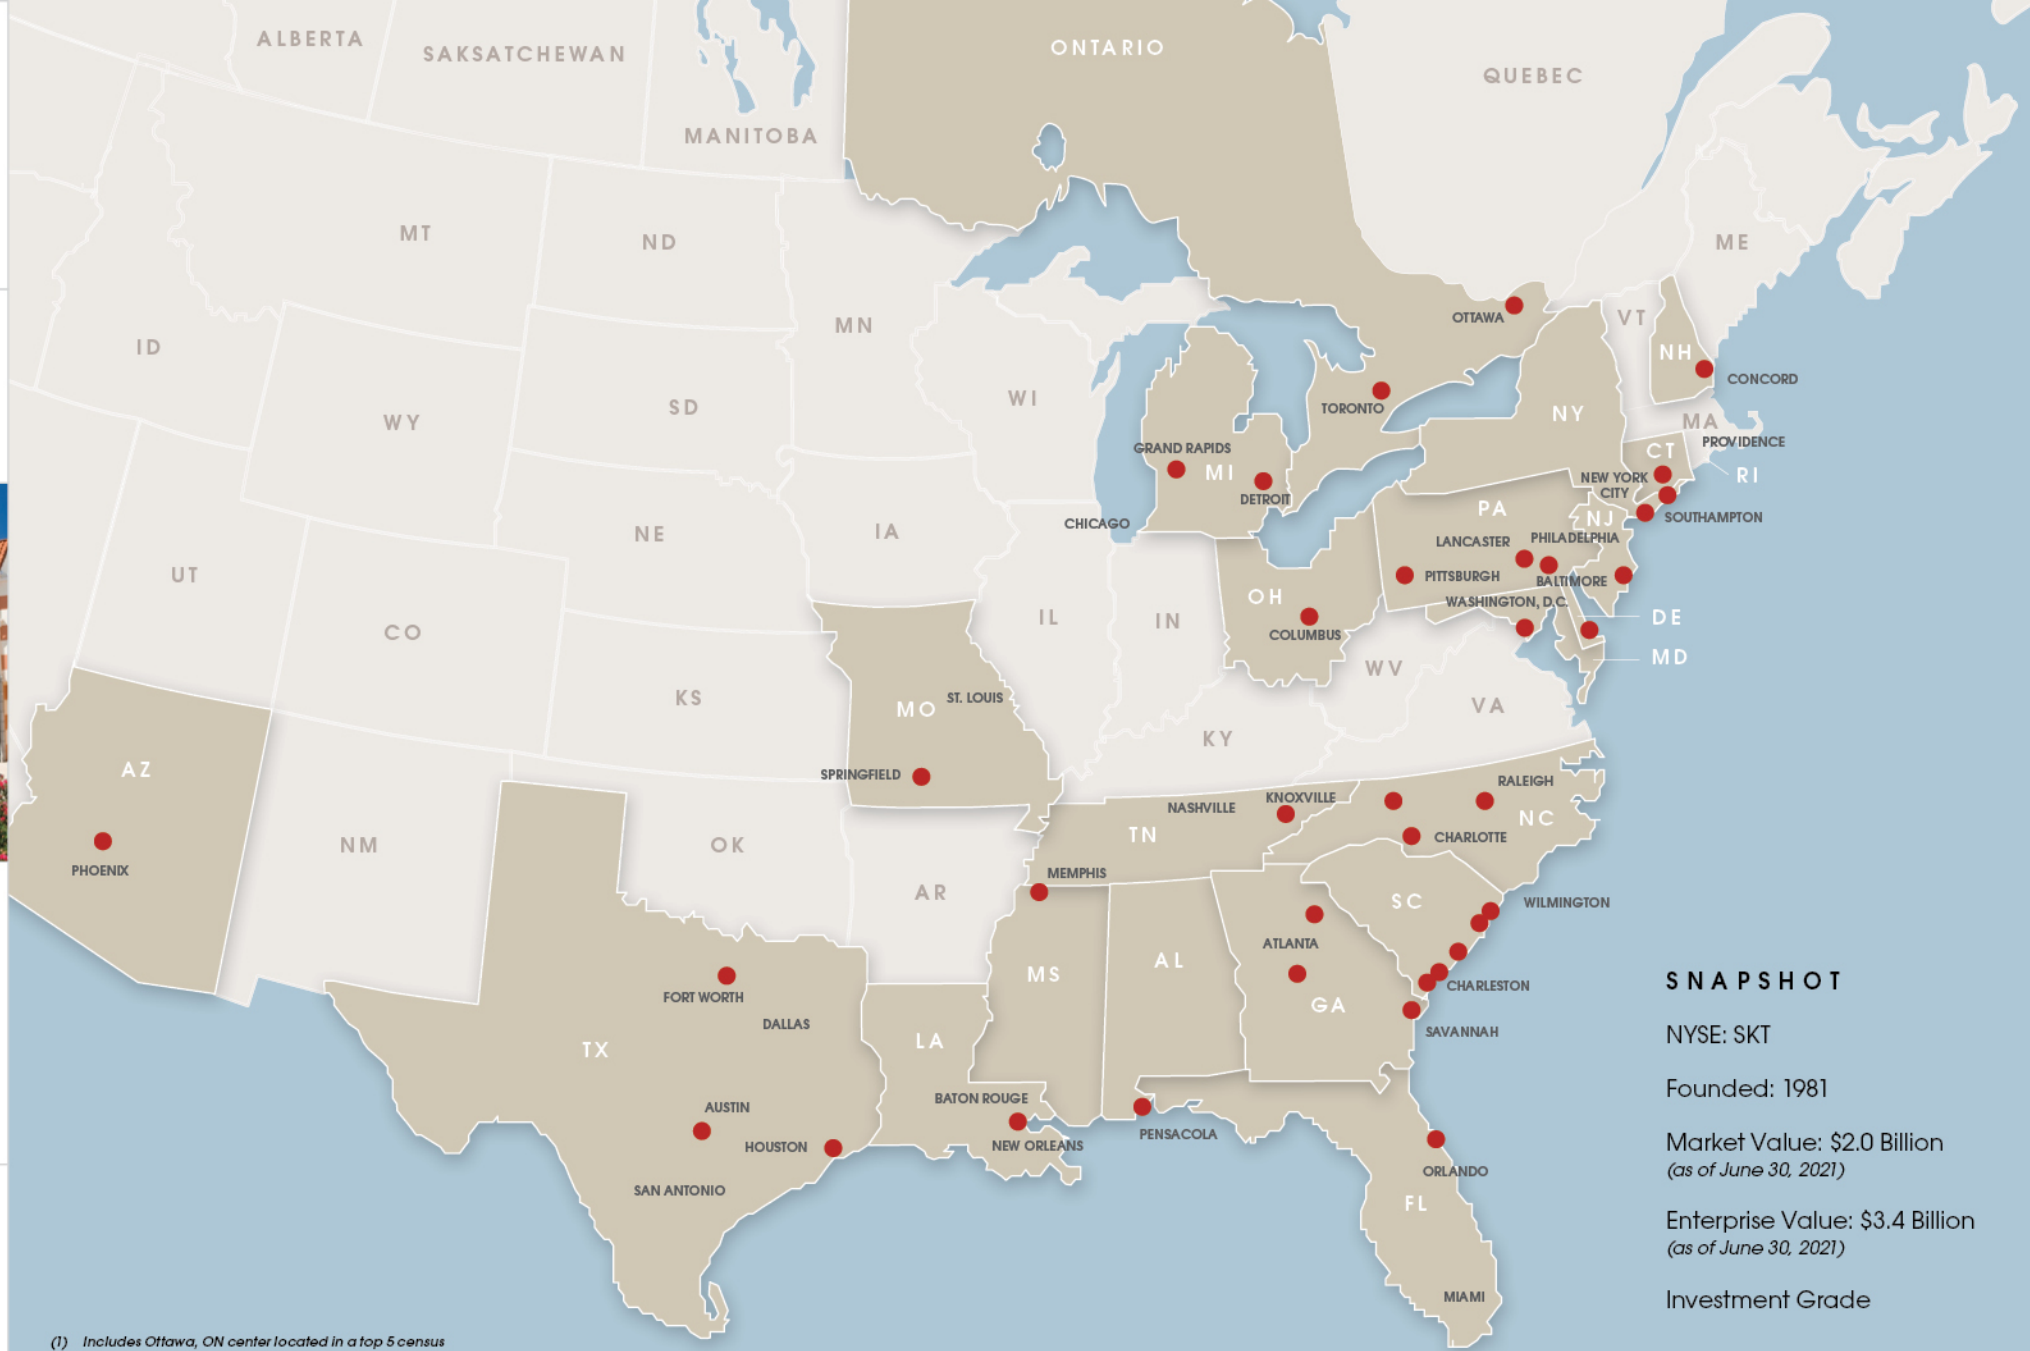 ALBERTA
SAKSATCHEWAN
MANITOBA
ONTARIO
QUEBEC
MT
ND
MN
ME
ID
WY
SD
WI
OTTAWA
VT
NH
CONCORD
TORONTO
NY
MA
PROVIDENCE
CT
RI
GRAND RAPIDS
MI
DETROIT
NEW YORK
CITY
SOUTHAMPTON
CHICAGO
PA
NJ
LANCASTER
PHILADELPHIA
PITTSBURGH
BALTIMORE
WASHINGTON, D.C.
DE
MD
NE
IA
UT
CO
IL
IN
OH
COLUMBUS
WV
VA
KS
MO
ST. LOUIS
SPRINGFIELD
KY
AZ
PHOENIX
NM
OK
AR
NASHVILLE
KNOXVILLE
TN
MEMPHIS
RALEIGH
NC
CHARLOTTE
SC
WILMINGTON
ATLANTA
GA
CHARLESTON
SAVANNAH
MS
AL
FORT WORTH
DALLAS
TX
LA
AUSTIN
HOUSTON
SAN ANTONIO
BATON ROUGE
NEW ORLEANS
PENSACOLA
ORLANDO
FL
MIAMI
SNAPSHOT
NYSE: SKT
Founded: 1981
Market Value: $2.0 Billion
(as of June 30, 2021)
Enterprise Value: $3.4 Billion
(as of June 30, 2021)
Investment Grade
(1) Includes Ottawa, ON center located in a top 5 census